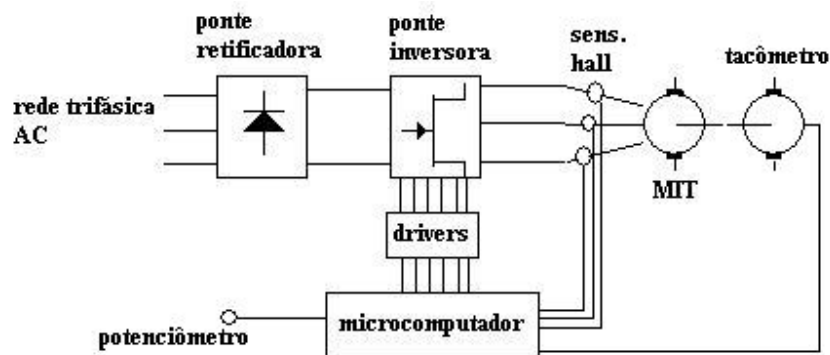 ponte
retificadora
ponte
inversora
sens.
hall
tacômetro
rede trifásica
AC
MIT
drivers
microcomputador
potenciômetro